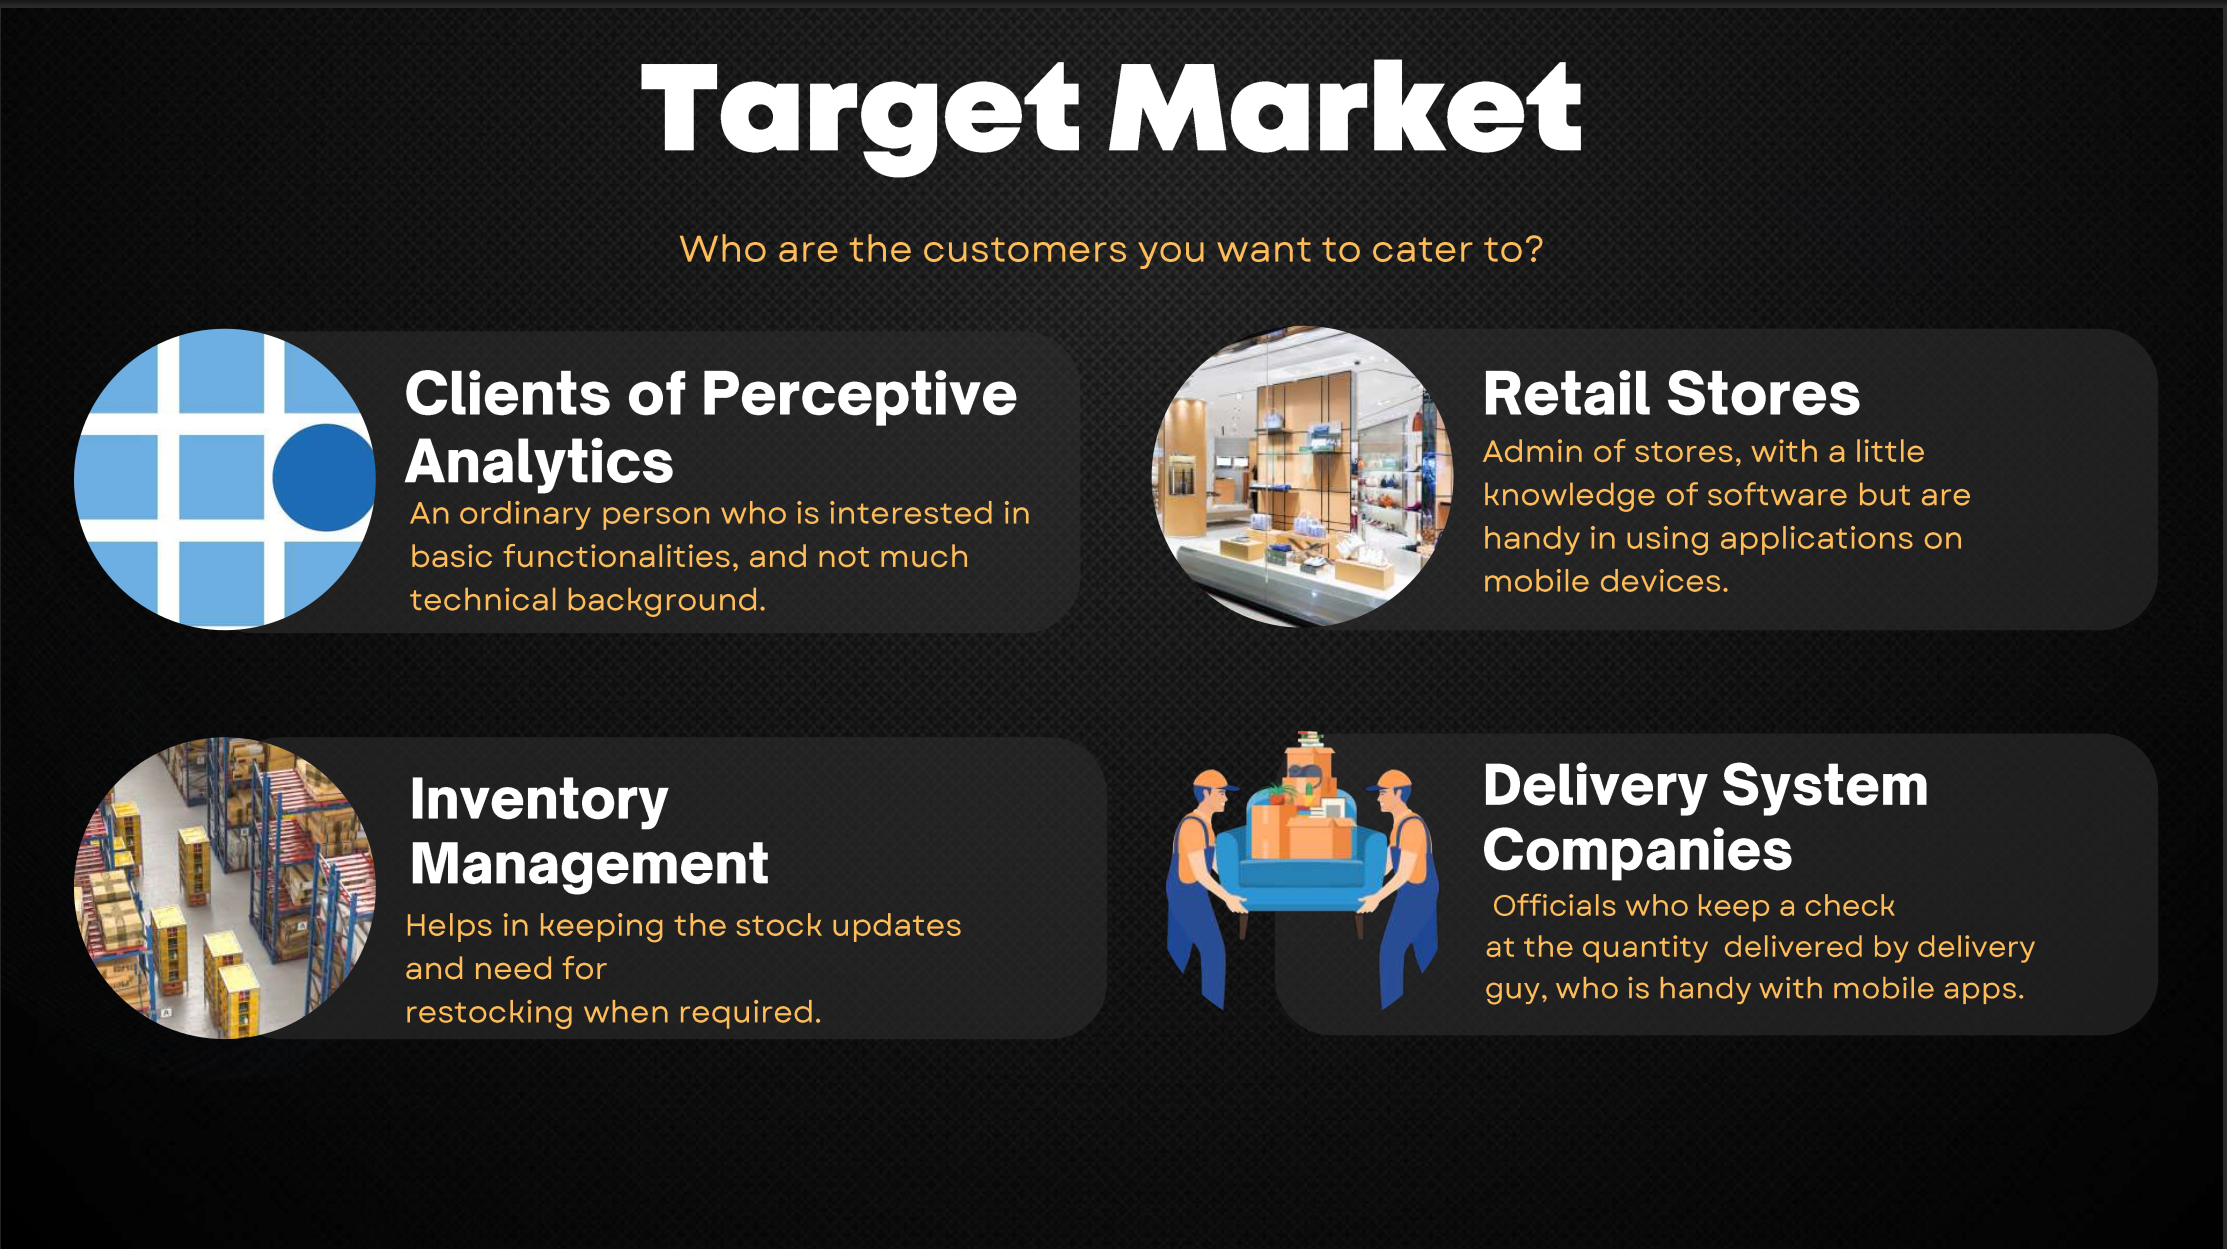 Target Market
Who are the customers you want to cater to?
Clients of Perceptive
Analytics
An ordinary person who is interested in
basic functionalities, and not much
technical background.
Retail Stores
Admin of stores, with a little
knowledge of software but are
handy in using applications on
mobile devices.
Inventory
Management
Helps in keeping the stock updates
and need for
restocking when required.
Delivery System
Companies
Officials who keep a check
at the quantity  delivered by delivery
guy, who is handy with mobile apps.